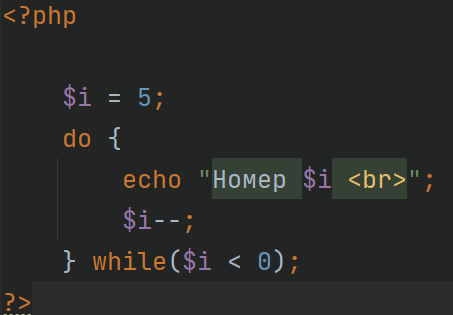 <?php
$i = 5;
do {
echo "Номер $i <br>";
$i--;
} while($i < 0);
?>